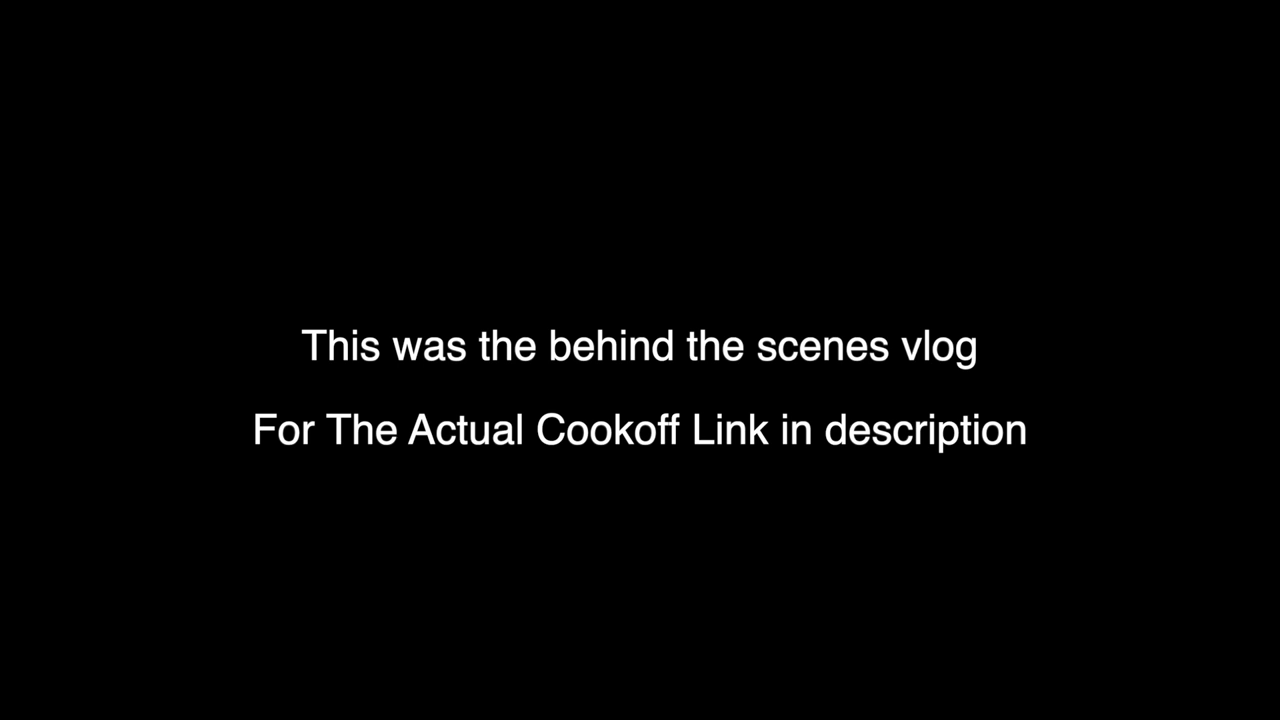 This was the behind the scenes vlog
For The Actual Cookoff Link in description